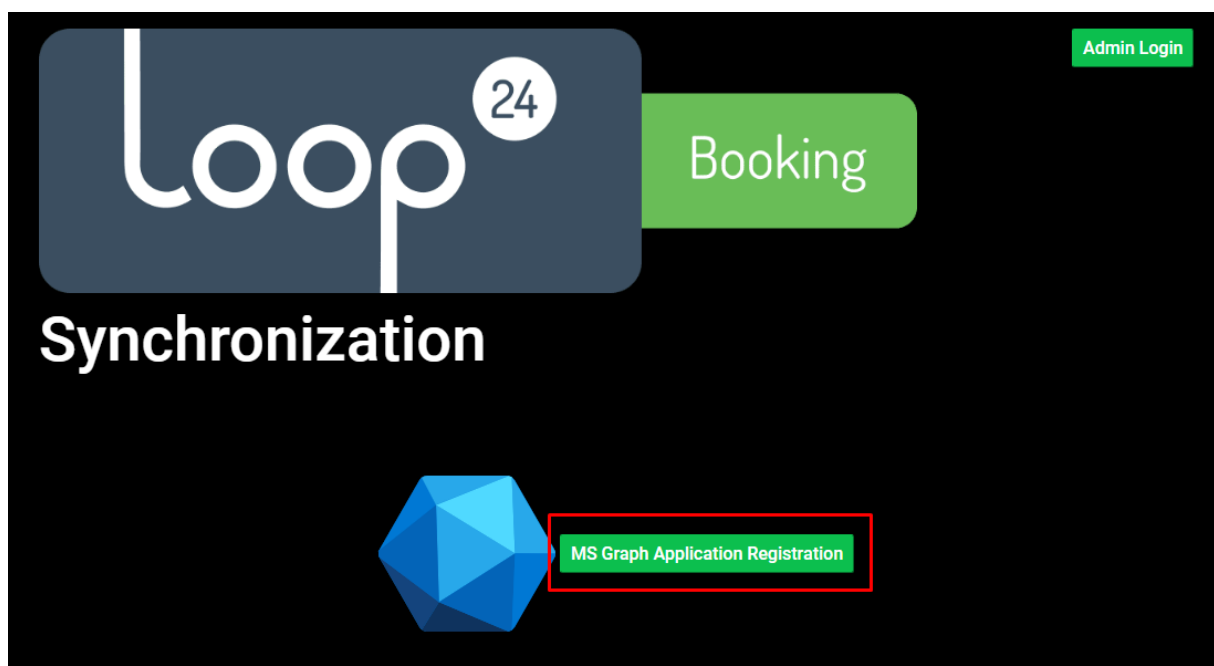 Loop 24
Booking
Admin Login
Synchronization
MS Graph Application Registration